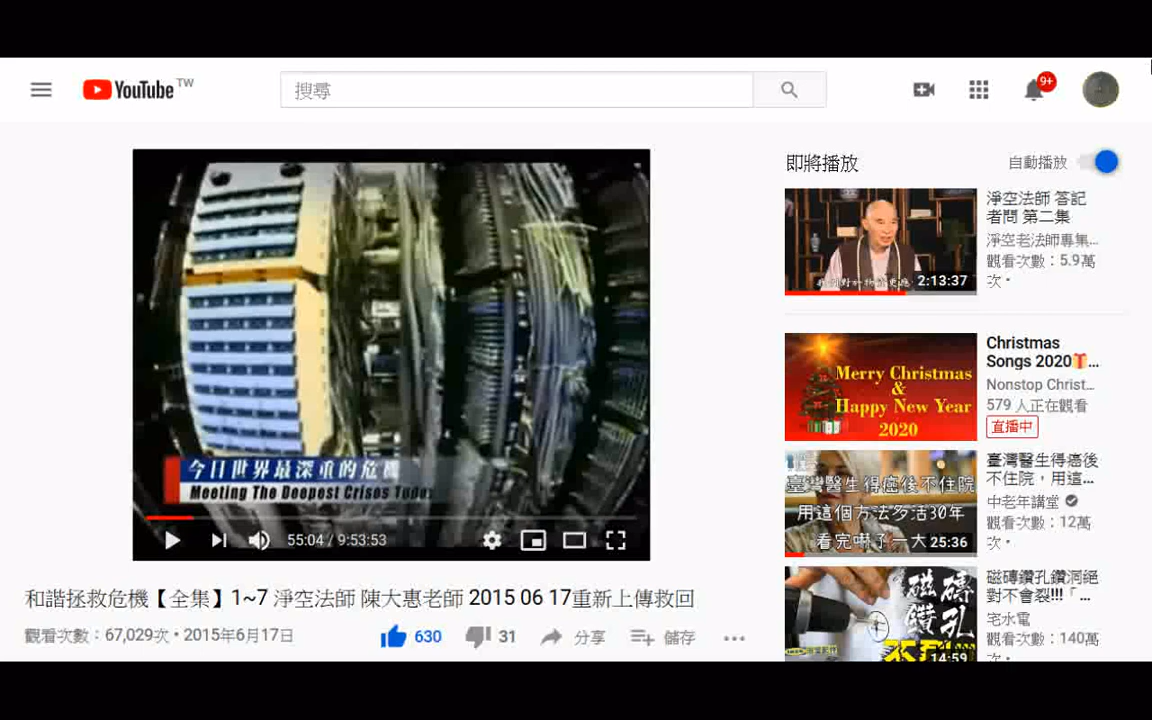 YouTube TW
搜尋
9+
今日世界最深重的危機
Meeting The Deepest Crises Today
55:04 / 9:53:53
和諧拯救危機【全集】1~7 淨空法師 陳大惠老師 2015 06 17重新上傳救回
觀看次數：67,029次 • 2015年6月17日
630
31
分享
儲存
即將播放
自動播放
2:13:37
淨空法師 答記
者問 第二集
淨空老法師專集...
觀看次數：5.9萬
次 •
Merry Christmas
&
Happy New Year
2020
Christmas
Songs 2020🎁...
Nonstop Christ...
579 人正在觀看
直播中
臺灣醫生得癌後不住院
用這個方法多活30年
看完嚇了一大
25:36
臺灣醫生得癌後
不住院，用這...
中老年講堂
觀看次數：12萬
次 •
磁磚
鑽孔
14:59
磁磚鑽孔鑽洞絕
對不會裂!!!「...
宅水電
觀看次數：140萬